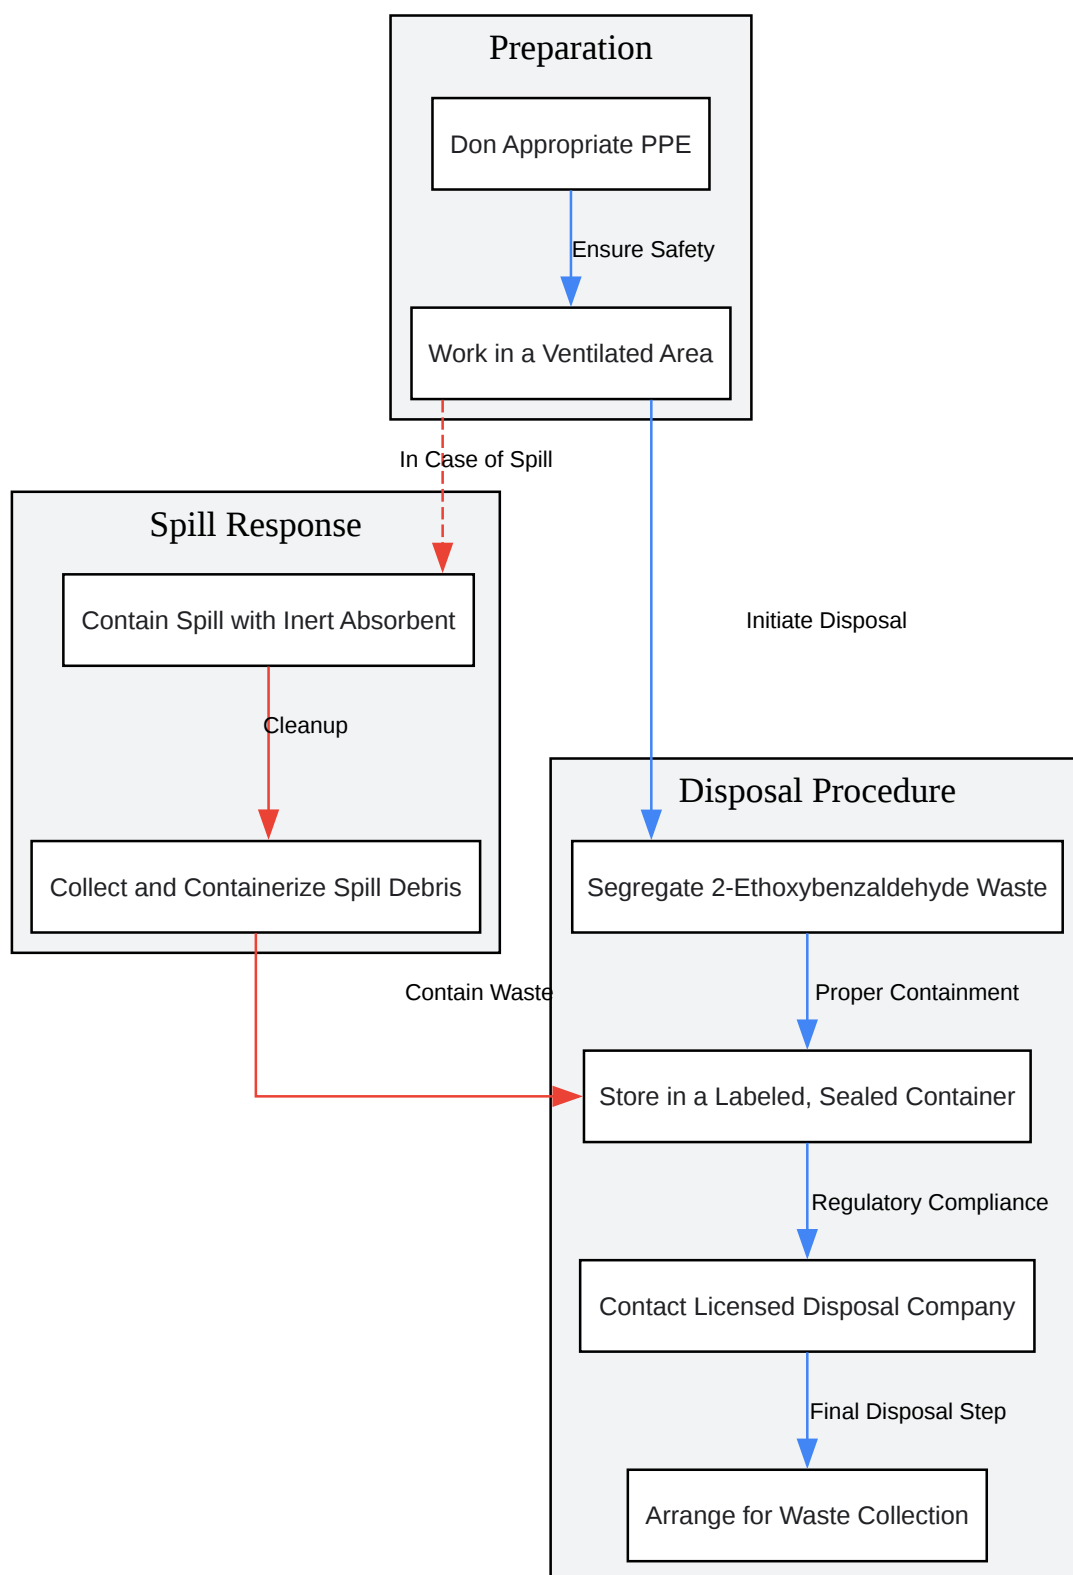 Preparation
Don Appropriate PPE
Ensure Safety
Work in a Ventilated Area
In Case of Spill
Spill Response
Contain Spill with Inert Absorbent
Initiate Disposal
Cleanup
Disposal Procedure
Collect and Containerize Spill Debris
Segregate 2-Ethoxybenzaldehyde Waste
Contain Waste
Proper Containment
Store in a Labeled, Sealed Container
Regulatory Compliance
Contact Licensed Disposal Company
Final Disposal Step
Arrange for Waste Collection